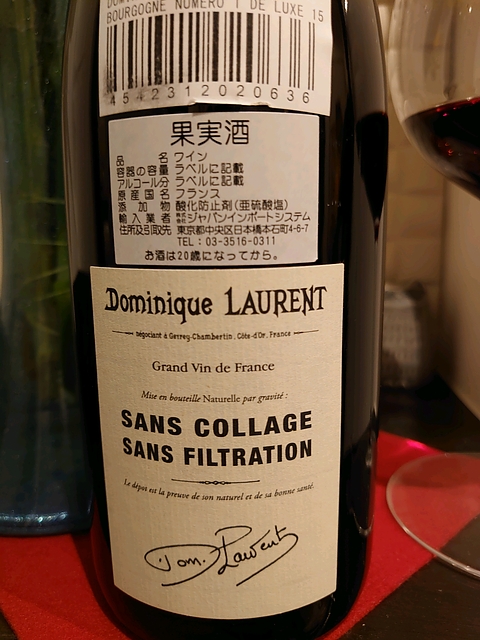 BOURGOGNE NUMERO 1 DE LUXE 15
4542312020636
果実酒
品 名 ワイン
容器の容量 ラベルに記載
アルコール分 ラベルに記載
原産国名 フランス
添加物 酸化防止剤(亜硫酸塩)
輸入業者 株式会社ジャパンインポートシステム
住所及引取先 東京都中央区日本橋本石町4-6-7
TEL:03-3516-0311
お酒は20歳になってから。
Dominique LAURENT
négociant à Gevrey-Chambertin. Côte-d'Or. France
Grand Vin de France
Mise en bouteille Naturelle par gravité :
SANS COLLAGE
SANS FILTRATION
Le dépôt est la preuve de son naturel et de sa bonne santé.
Dom. Laurent